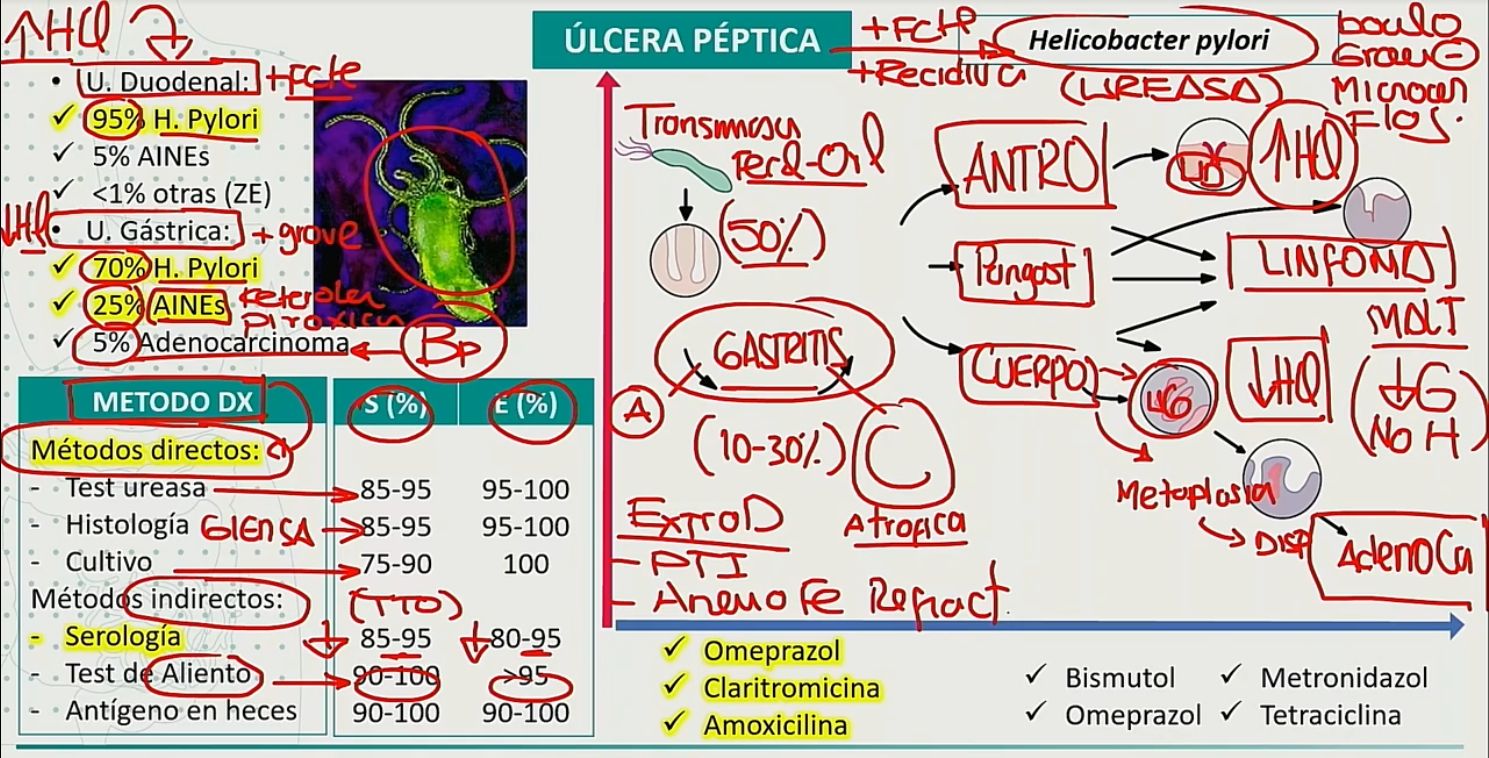 ↑HCl
ÚLCERA PÉPTICA
+FCTE
+Recidiva
Helicobacter pylori
(UREASA)
bacilo
Gram ⊖
Microaer
Flag.
• U. Duodenal: +FCTE
✓ 95% H. Pylori
✓ 5% AINEs
✓ <1% otras (ZE)
↓HCl
• U. Gástrica: + grave
✓ 70% H. Pylori
✓ 25% AINEs Ketorolac
Piroxicam
✓ 5% Adenocarcinoma
Bp
METODO DX S (%) E (%)
Métodos directos:
- Test ureasa 85-95 95-100
- Histología GIEMSA 85-95 95-100
- Cultivo 75-90 100
Métodos indirectos: (TTO)
- Serología ↓ 85-95 ↓ 80-95
- Test de Aliento 90-100 >95
- Antígeno en heces 90-100 90-100
Transmisión
Fecal-Oral
(50%)
GASTRITIS
A
(10-30%)
C
Atrofica
ExtraD
- PTI
- Anemia Fe Refract.
ANTRO
UD
↑HCl
Pangast
LINFOMA
MALT
CUERPO
UG
↓HCl
(↓G
No H)
Metaplasia
DISP
AdenoCa
✓ Omeprazol
✓ Claritromicina
✓ Amoxicilina
✓ Bismutol ✓ Metronidazol
✓ Omeprazol ✓ Tetraciclina